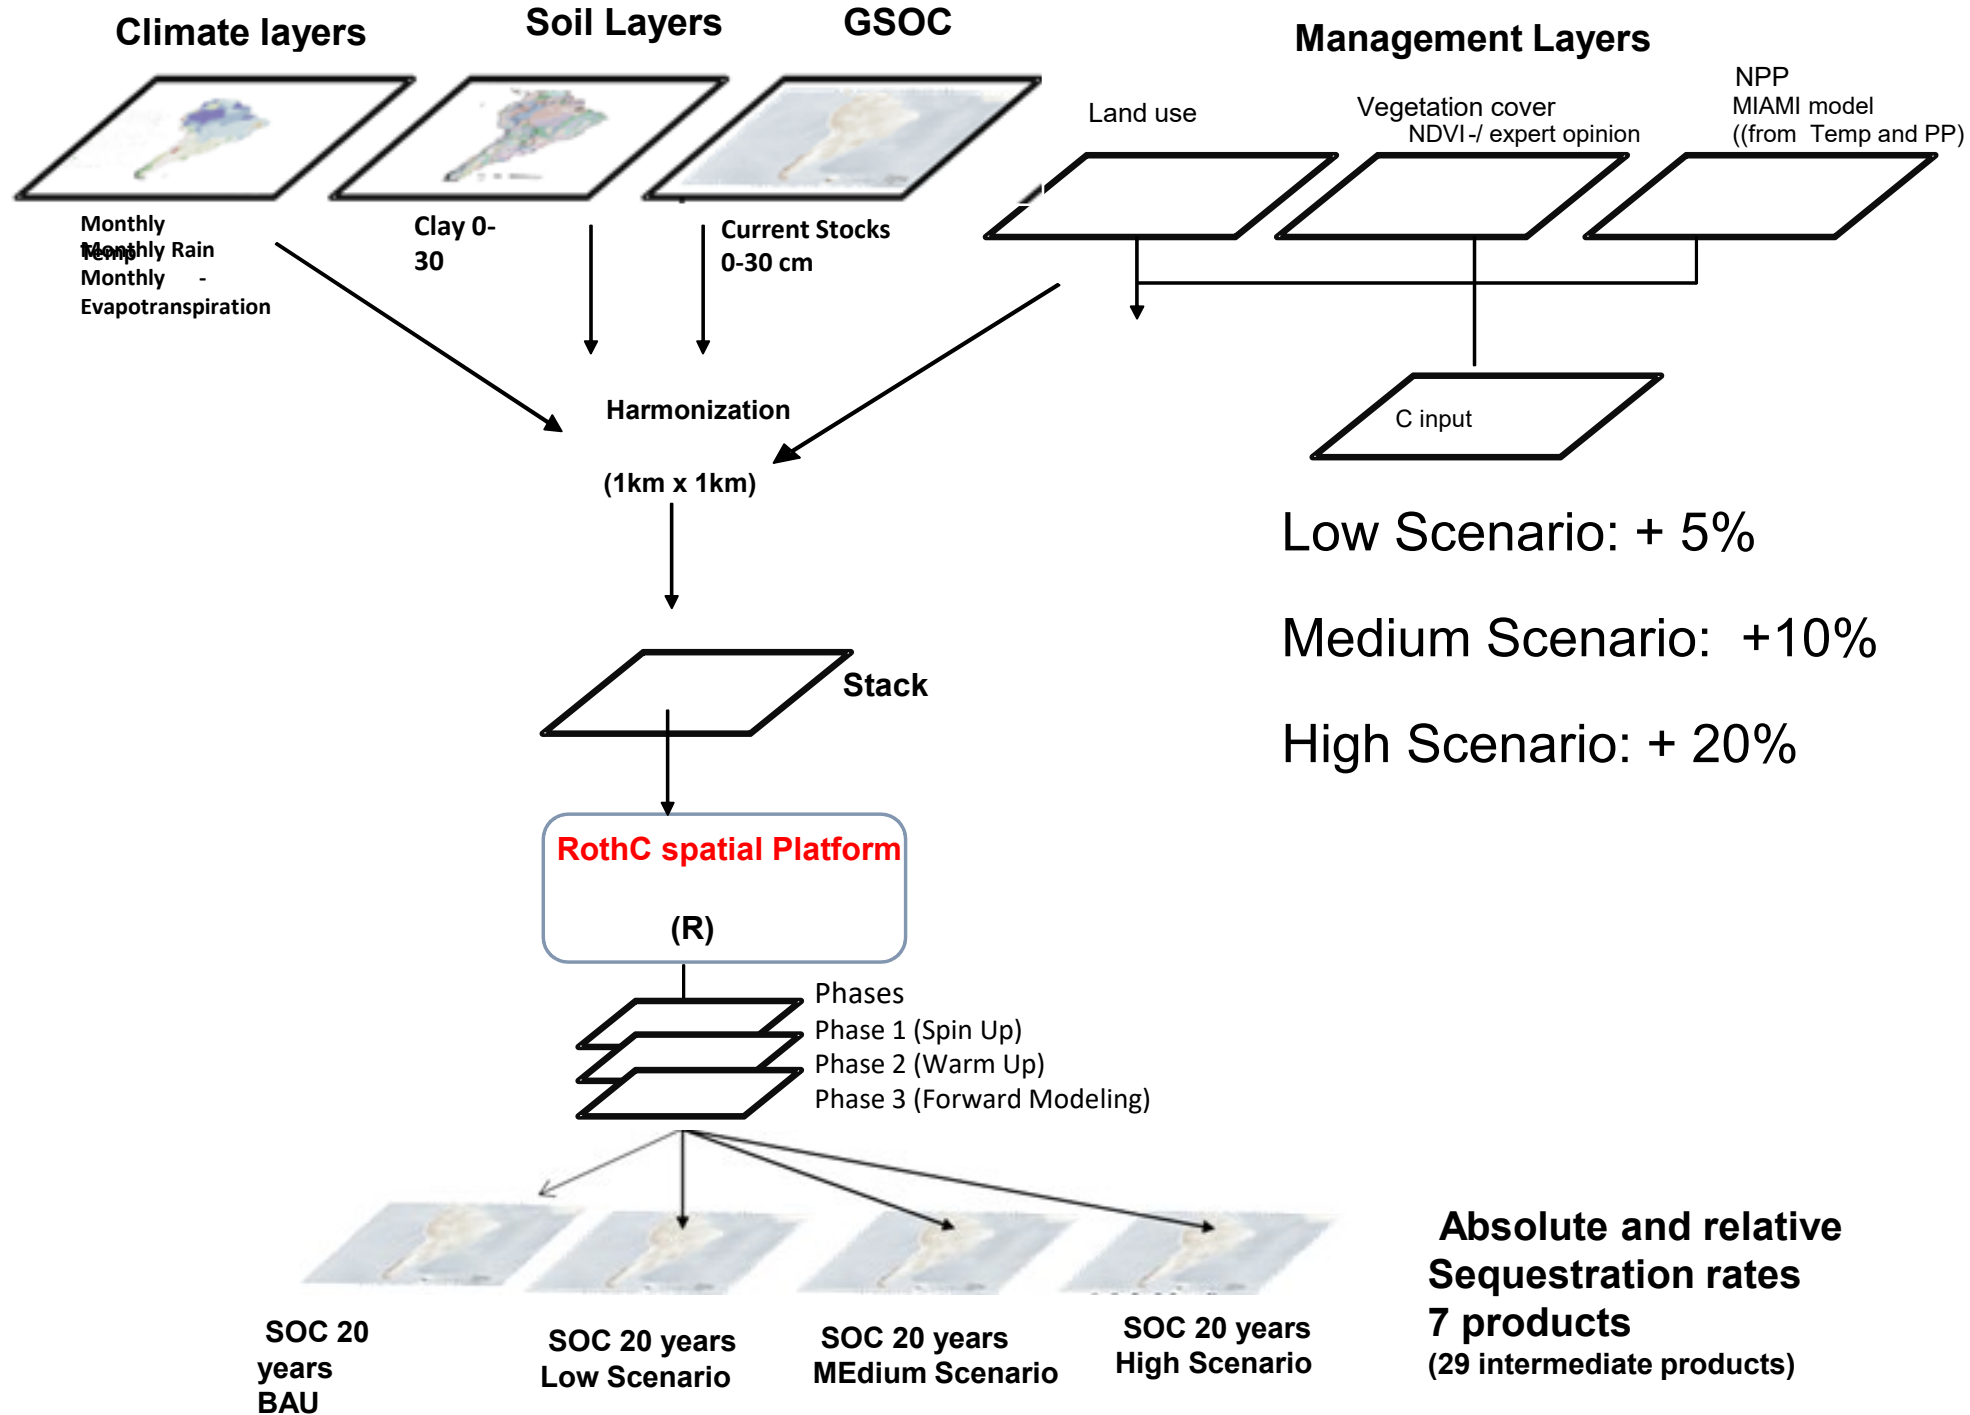 Climate layers
Soil Layers
GSOC
Management Layers
Land use
Vegetation cover
NDVI-/ expert opinion
NPP
MIAMI model
((from Temp and PP)
Monthly
Temp
Monthly Rain
Monthly -
Evapotranspiration
Clay 0-
30
Current Stocks
0-30 cm
Harmonization
(1km x 1km)
C input
Low Scenario: + 5%
Medium Scenario: +10%
High Scenario: + 20%
Stack
RothC spatial Platform
(R)
Phases
Phase 1 (Spin Up)
Phase 2 (Warm Up)
Phase 3 (Forward Modeling)
SOC 20
years
BAU
SOC 20 years
Low Scenario
SOC 20 years
MEdium Scenario
SOC 20 years
High Scenario
Absolute and relative
Sequestration rates
7 products
(29 intermediate products)